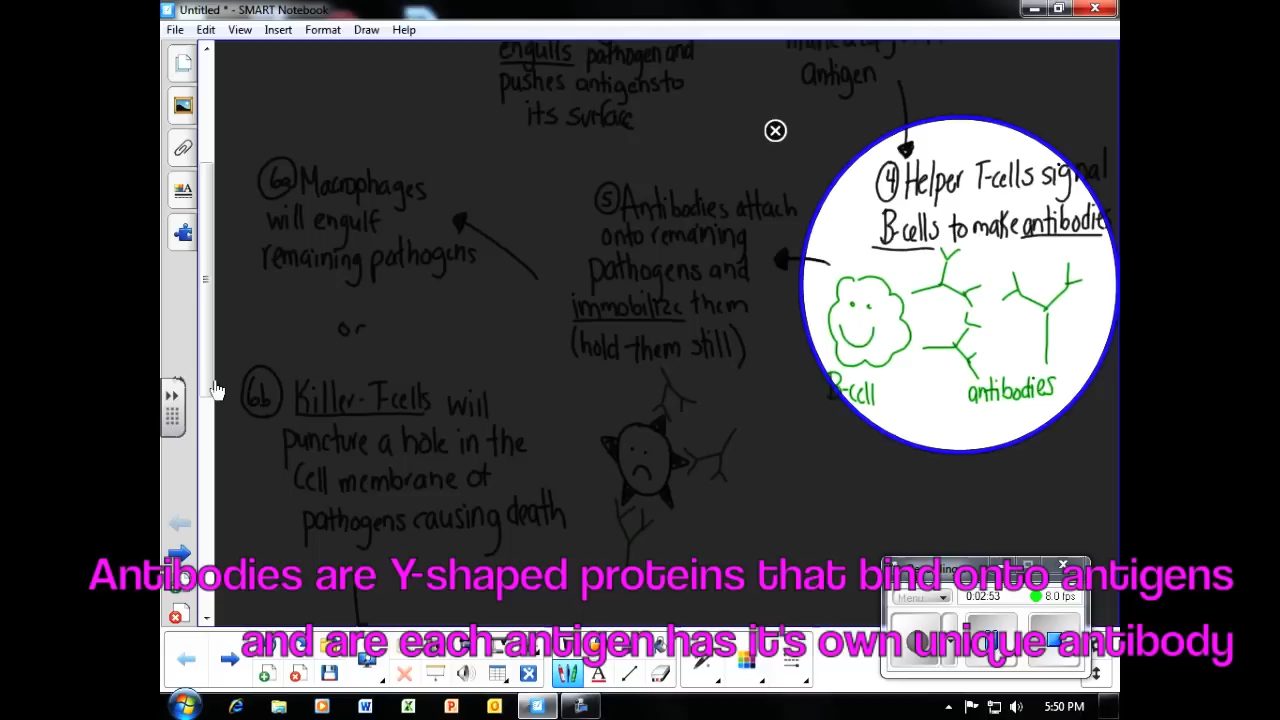 Untitled * - SMART Notebook
File Edit View Insert Format Draw Help
engulls pathogen and
pushes antigens to
its surface
antigen
4 Helper T-cells signal
B-cells to make antibodies
B-cell
antibodies
5 Antibodies attach
onto remaining
pathogens and
immobilize them
(hold them still)
6a Macrophages
will engulf
remaining pathogens
or
6b Killer-T-cells will
puncture a hole in the
Cell membrane of
pathogens causing death
Antibodies are Y-shaped proteins that bind onto antigens
and are each antigen has it's own unique antibody
Menu 0:02:53 8.0 fps
5:50 PM